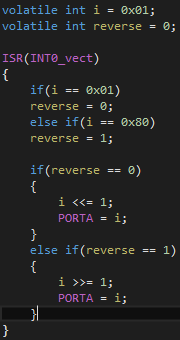 volatile int i = 0x01;
volatile int reverse = 0;
ISR(INT0_vect)
{
if(i == 0x01)
reverse = 0;
else if(i == 0x80)
reverse = 1;
if(reverse == 0)
{
i <<= 1;
PORTA = i;
}
else if(reverse == 1)
{
i >>= 1;
PORTA = i;
}
}